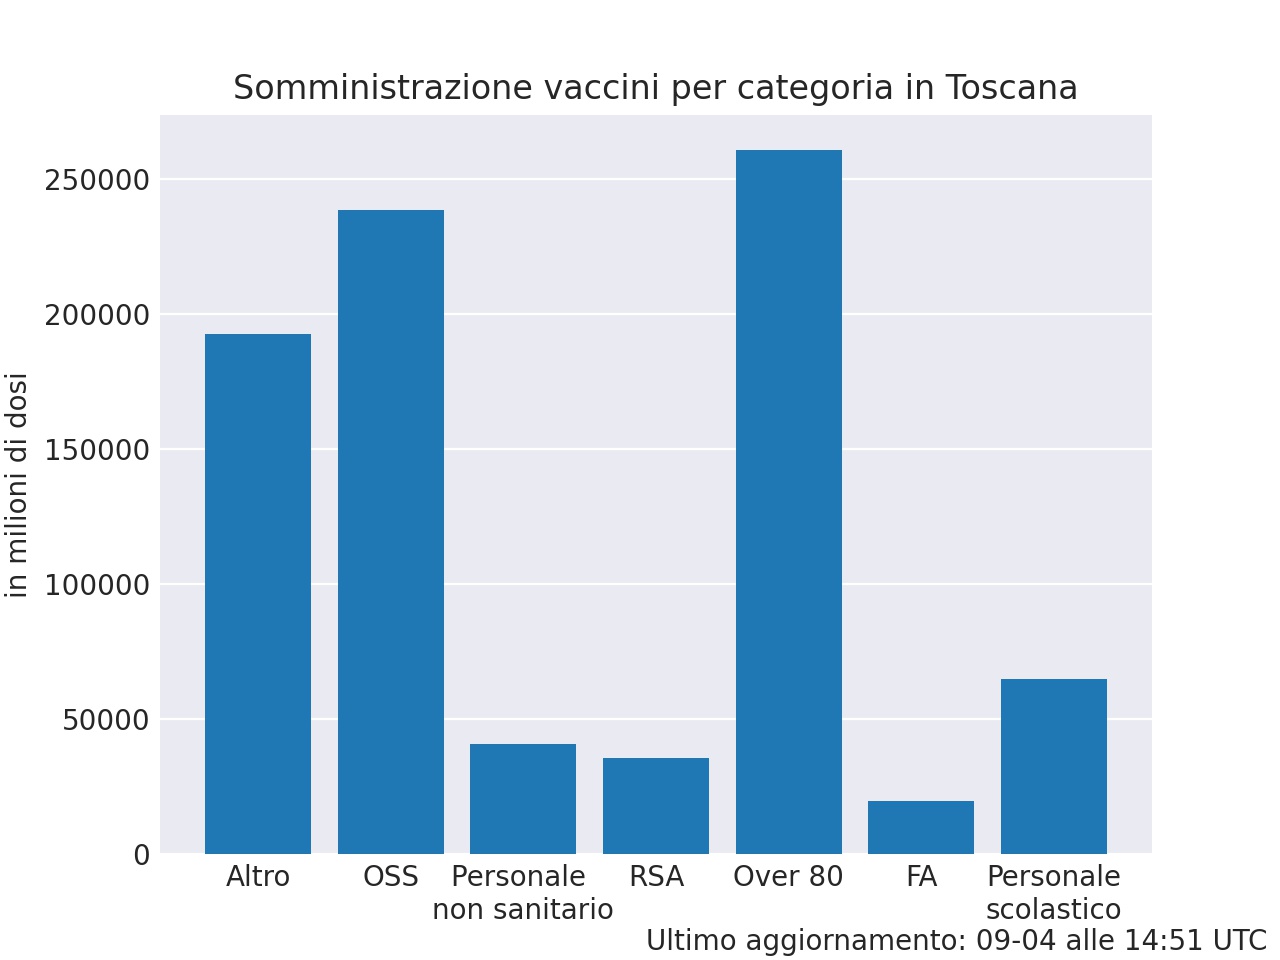 Somministrazione vaccini per categoria in Toscana
in milioni di dosi
250000
200000
150000
100000
50000
0
Altro
OSS
Personale
non sanitario
RSA
Over 80
FA
Personale
scolastico
Ultimo aggiornamento: 09-04 alle 14:51 UTC